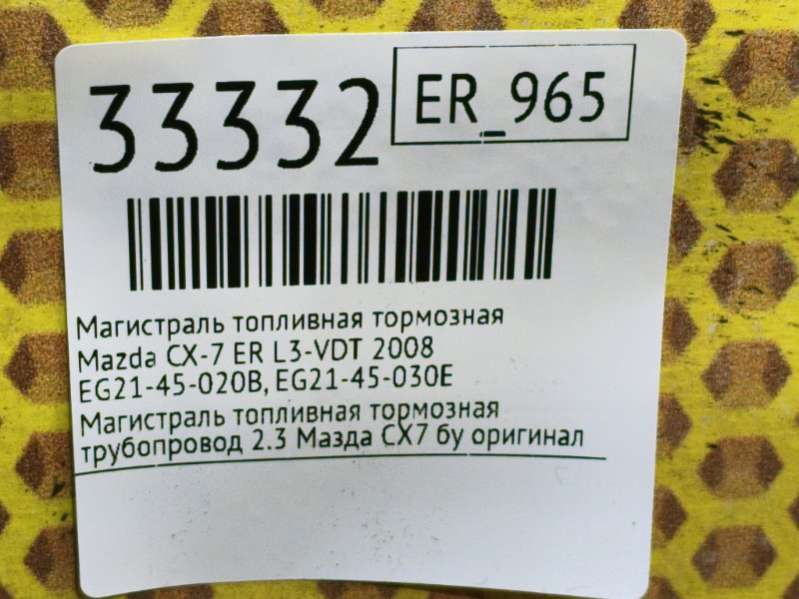 33332
ER_965
Магистраль топливная тормозная
Mazda CX-7 ER L3-VDT 2008
EG21-45-020B, EG21-45-030E
Магистраль топливная тормозная
трубопровод 2.3 Мазда СХ7 бу оригинал